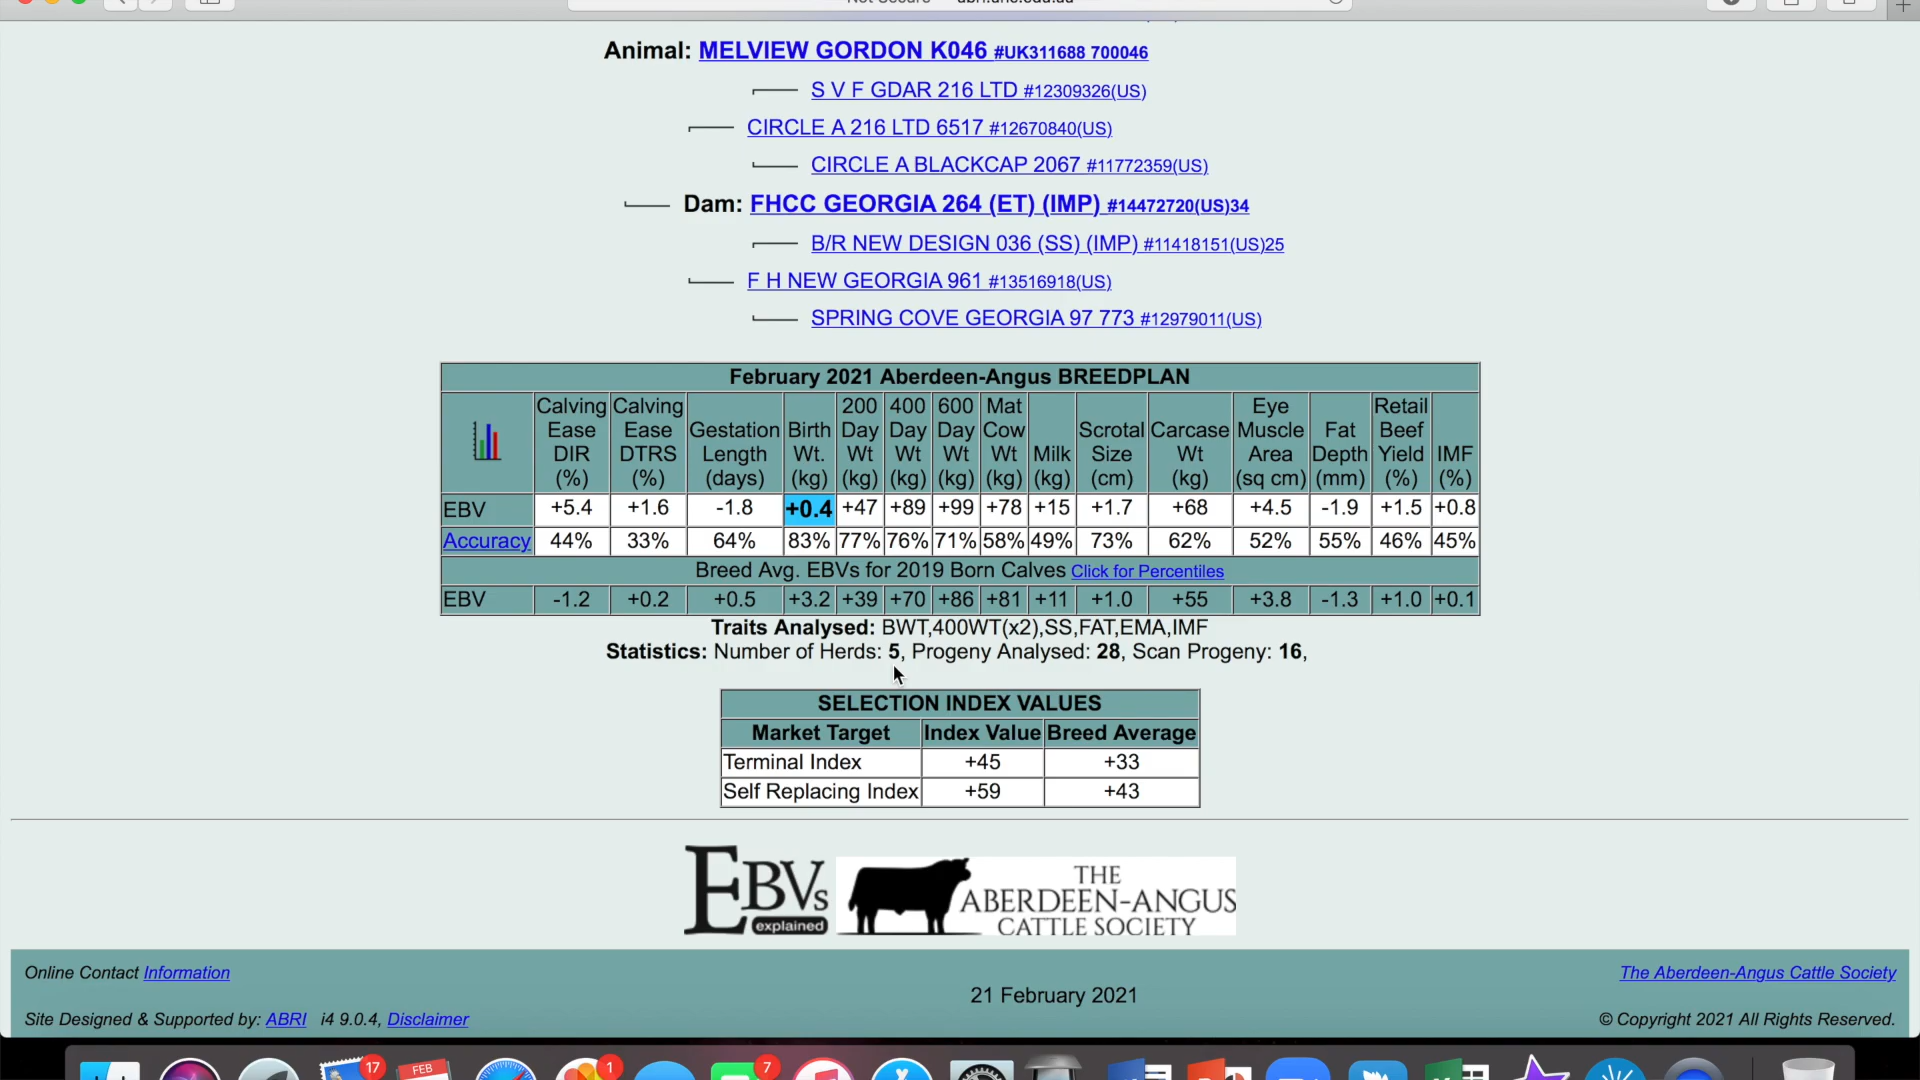 Animal: MELVIEW GORDON K046 #UK311688 700046
S V F GDAR 216 LTD #12309326(US)
CIRCLE A 216 LTD 6517 #12670840(US)
CIRCLE A BLACKCAP 2067 #11772359(US)
Dam: FHCC GEORGIA 264 (ET) (IMP) #14472720(US)34
B/R NEW DESIGN 036 (SS) (IMP) #11418151(US)25
F H NEW GEORGIA 961 #13516918(US)
SPRING COVE GEORGIA 97 773 #12979011(US)
February 2021 Aberdeen-Angus BREEDPLAN
Calving Ease DIR (%) Calving Ease DTRS (%) Gestation Length (days) Birth Wt. (kg) 200 Day Wt (kg) 400 Day Wt (kg) 600 Day Wt (kg) Mat Cow Wt (kg) Milk (kg) Scrotal Size (cm) Carcase Wt (kg) Eye Muscle Area (sq cm) Fat Depth (mm) Retail Beef Yield (%) IMF (%)
EBV +5.4 +1.6 -1.8 +0.4 +47 +89 +99 +78 +15 +1.7 +68 +4.5 -1.9 +1.5 +0.8
Accuracy 44% 33% 64% 83% 77% 76% 71% 58% 49% 73% 62% 52% 55% 46% 45%
Breed Avg. EBVs for 2019 Born Calves Click for Percentiles
EBV -1.2 +0.2 +0.5 +3.2 +39 +70 +86 +81 +11 +1.0 +55 +3.8 -1.3 +1.0 +0.1
Traits Analysed: BWT,400WT(x2),SS,FAT,EMA,IMF
Statistics: Number of Herds: 5, Progeny Analysed: 28, Scan Progeny: 16,
SELECTION INDEX VALUES
Market Target Index Value Breed Average
Terminal Index +45 +33
Self Replacing Index +59 +43
EBVs explained
THE
ABERDEEN-ANGUS
CATTLE SOCIETY
Online Contact Information
The Aberdeen-Angus Cattle Society
21 February 2021
Site Designed & Supported by: ABRI i4 9.0.4, Disclaimer
© Copyright 2021 All Rights Reserved.
17
FEB
1
7